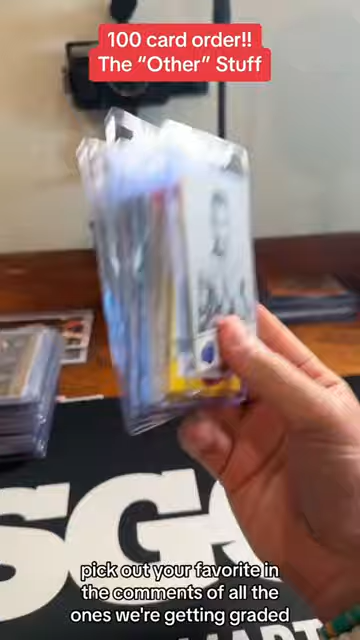 100 card order!!
The “Other” Stuff
SG
pick out your favorite in
the comments of all the
ones we're getting graded